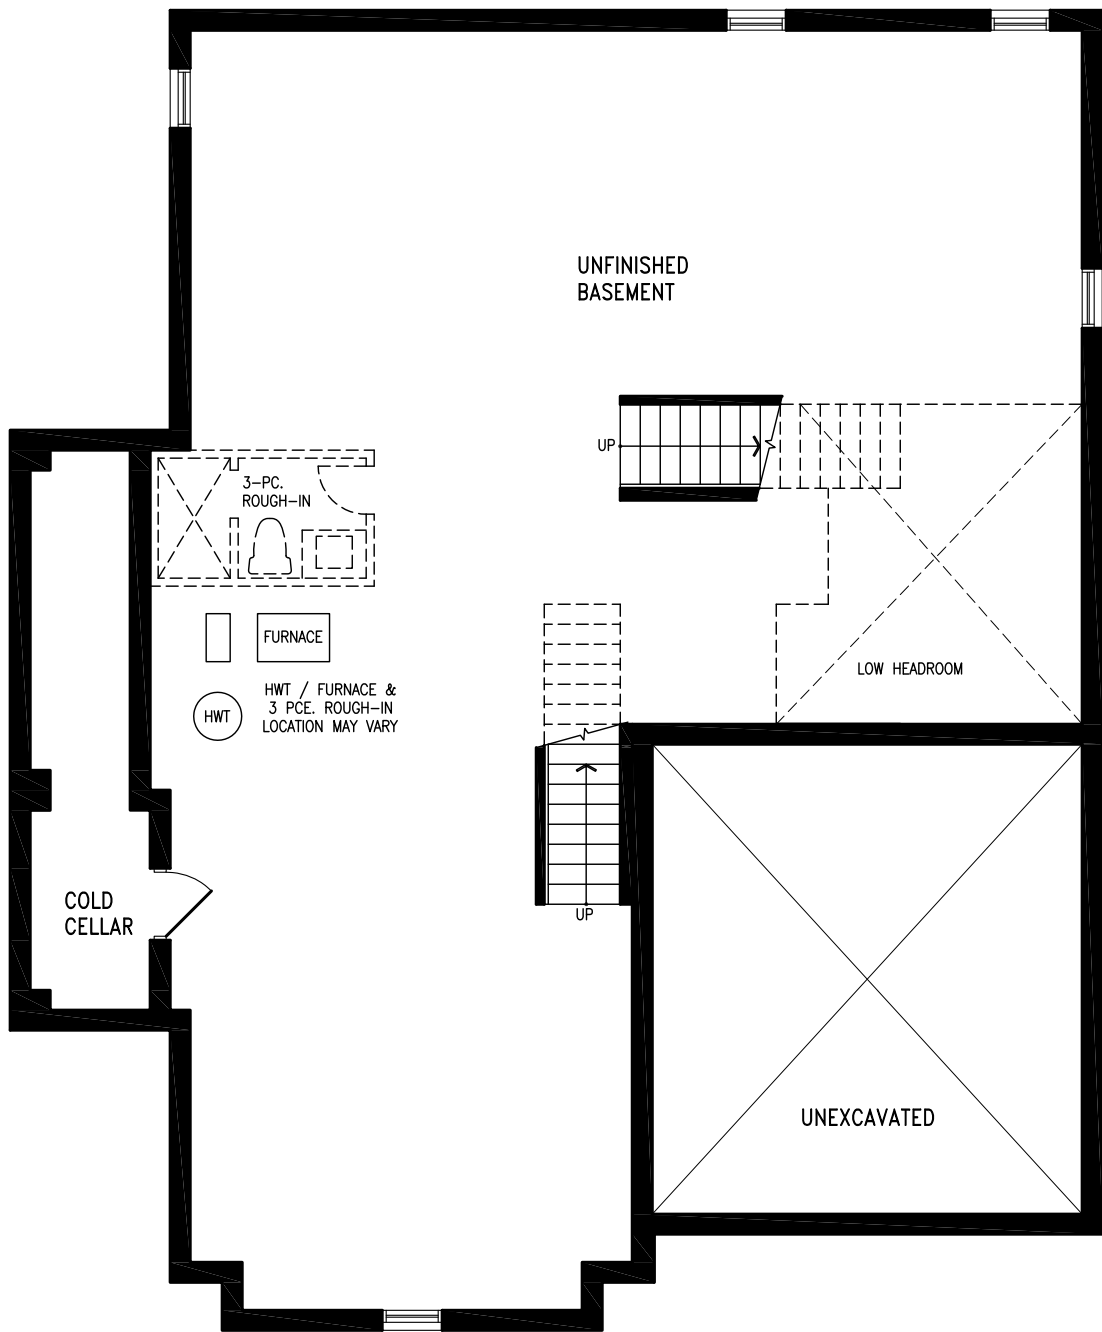 UNFINISHED
BASEMENT
UP
3-PC.
ROUGH-IN
FURNACE
LOW HEADROOM
HWT
HWT / FURNACE &
3 PCE. ROUGH-IN
LOCATION MAY VARY
COLD
CELLAR
UP
UNEXCAVATED